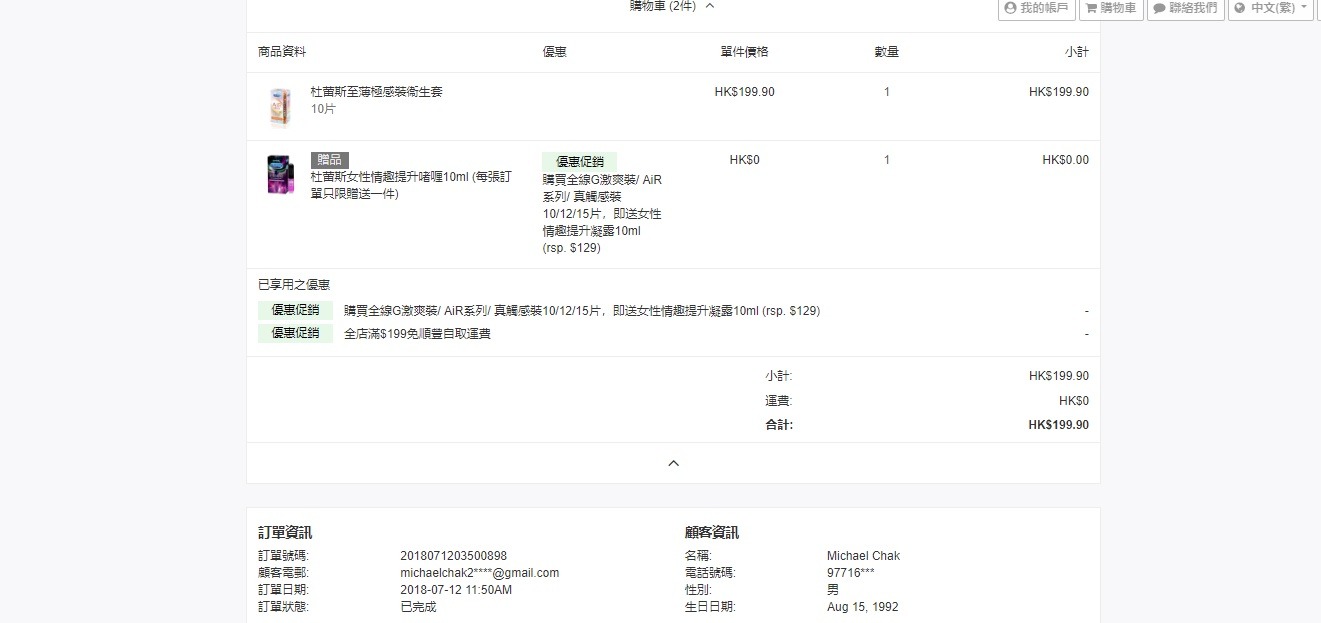 購物車 (2件)
我的帳戶 購物車 聯絡我們 中文(繁)
商品資料 優惠 單件價格 數量 小計
杜蕾斯至薄極感裝衞生套 HK$199.90 1 HK$199.90
10片
贈品 優惠促銷 HK$0 1 HK$0.00
杜蕾斯女性情趣提升啫喱10ml (每張訂
單只限贈送一件)
購買全線G激爽裝/ AiR
系列/ 真觸感裝
10/12/15片，即送女性
情趣提升凝露10ml
(rsp. $129)
已享用之優惠
優惠促銷 購買全線G激爽裝/ AiR系列/ 真觸感裝10/12/15片，即送女性情趣提升凝露10ml (rsp. $129) -
優惠促銷 全店滿$199免順豐自取運費 -
小計: HK$199.90
運費: HK$0
合計: HK$199.90
訂單資訊
訂單號碼: 2018071203500898
顧客電郵: michaelchak2****@gmail.com
訂單日期: 2018-07-12 11:50AM
訂單狀態: 已完成
顧客資訊
名稱: Michael Chak
電話號碼: 97716***
性別: 男
生日日期: Aug 15, 1992